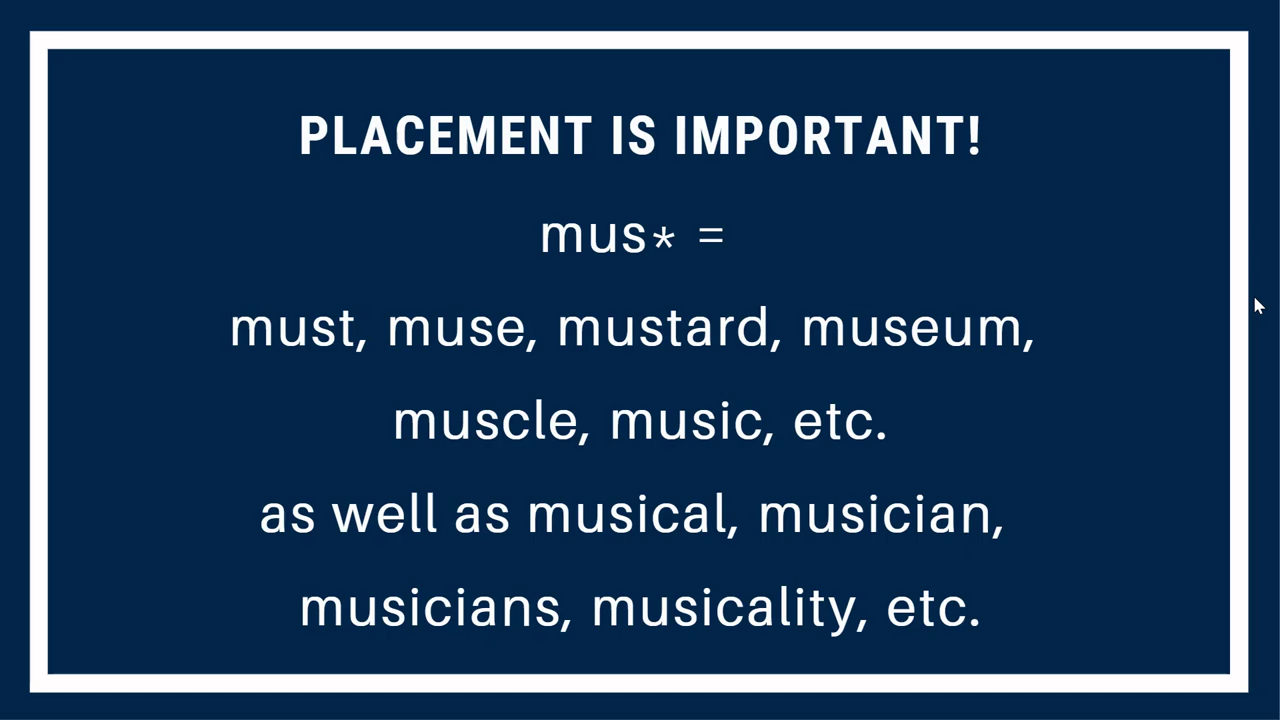 PLACEMENT IS IMPORTANT!
mus* =
must, muse, mustard, museum,
muscle, music, etc.
as well as musical, musician,
musicians, musicality, etc.